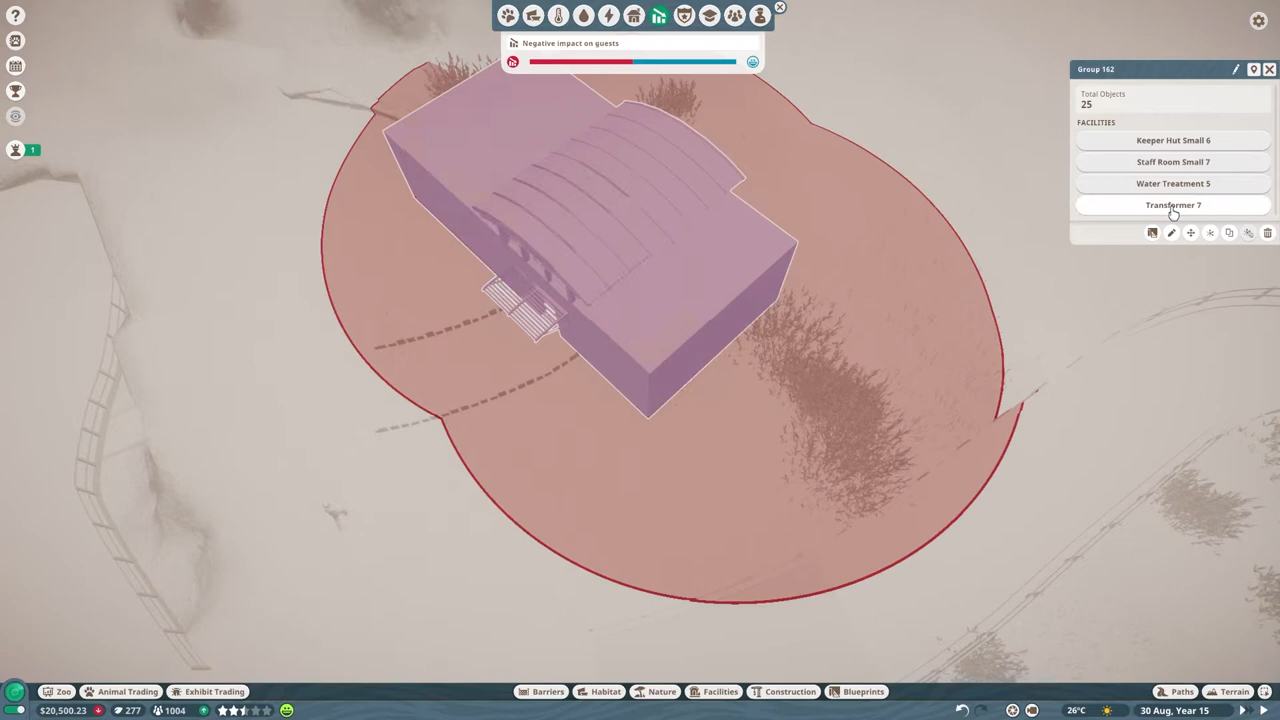 Negative impact on guests
Group 162
Total Objects
25
FACILITIES
Keeper Hut Small 6
Staff Room Small 7
Water Treatment 5
Transformer 7
1
Zoo
Animal Trading
Exhibit Trading
Barriers
Habitat
Nature
Facilities
Construction
Blueprints
Paths
Terrain
$20,500.23
277
1004
26°C
30 Aug, Year 15